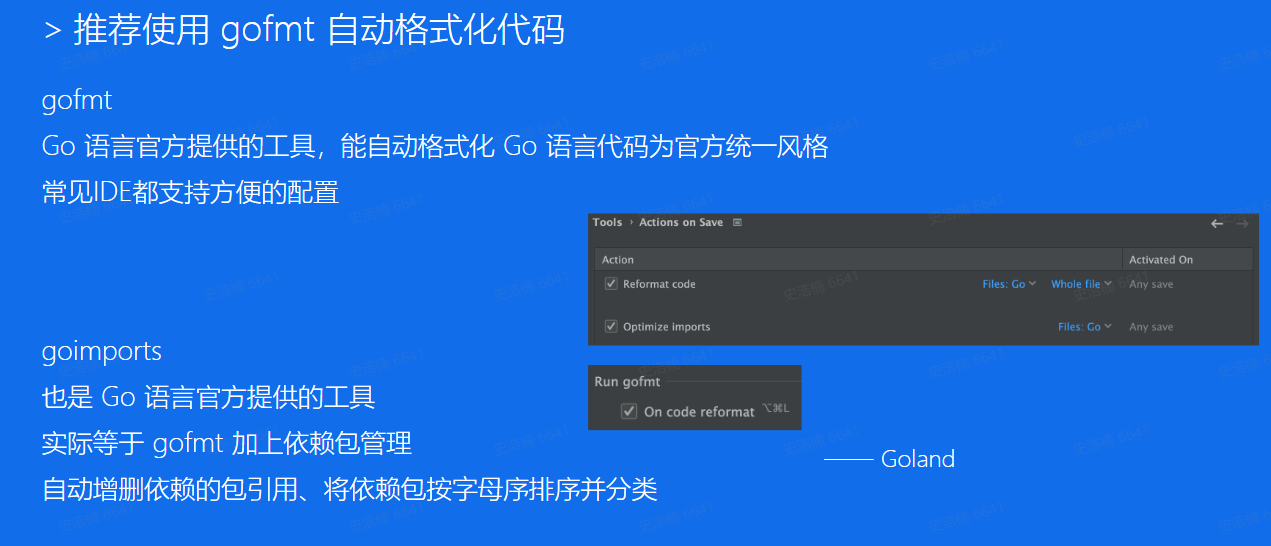 > 推荐使用 gofmt 自动格式化代码
gofmt
Go 语言官方提供的工具，能自动格式化 Go 语言代码为官方统一风格
常见IDE都支持方便的配置
Tools › Actions on Save
Action Activated On
Reformat code Files: Go Whole file Any save
Optimize imports Files: Go Any save
goimports
也是 Go 语言官方提供的工具
实际等于 gofmt 加上依赖包管理
自动增删依赖的包引用、将依赖包按字母序排序并分类
Run gofmt
On code reformat ⌥⌘L
—— Goland